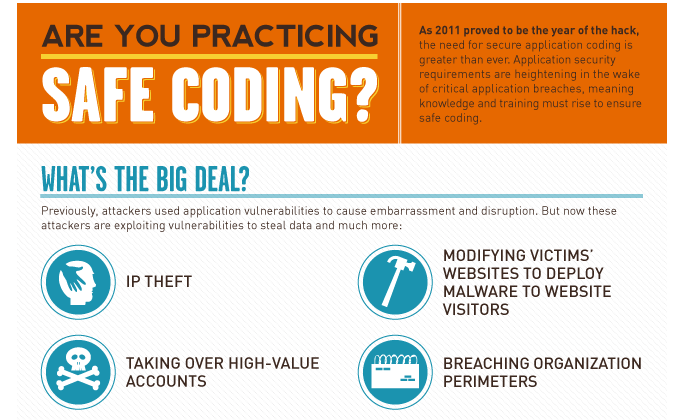 ARE YOU PRACTICING
SAFE CODING?
As 2011 proved to be the year of the hack,
the need for secure application coding is
greater than ever. Application security
requirements are heightening in the wake
of critical application breaches, meaning
knowledge and training must rise to ensure
safe coding.
WHAT'S THE BIG DEAL?
Previously, attackers used application vulnerabilities to cause embarrassment and disruption. But now these
attackers are exploiting vulnerabilities to steal data and much more:
IP THEFT
MODIFYING VICTIMS'
WEBSITES TO DEPLOY
MALWARE TO WEBSITE
VISITORS
TAKING OVER HIGH-VALUE
ACCOUNTS
BREACHING ORGANIZATION
PERIMETERS